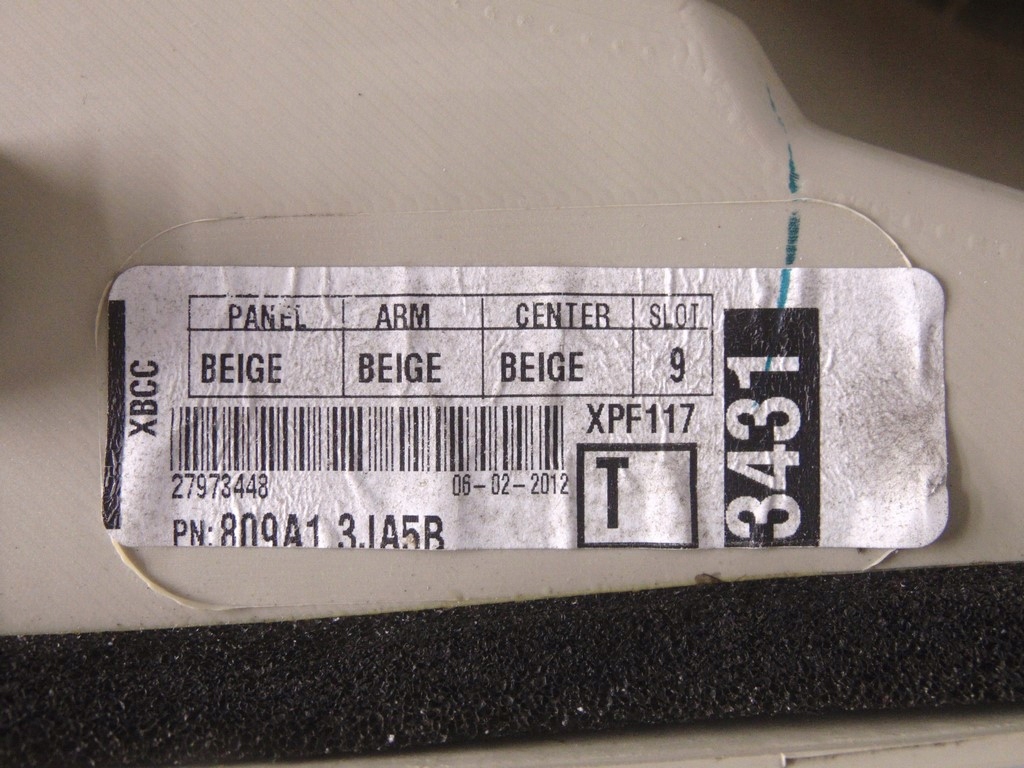 PANEL ARM CENTER SLOT
BEIGE BEIGE BEIGE 9
XBCC
XPF117
27973448 06-02-2012
T
PN: 809A1 3JA5B
3431